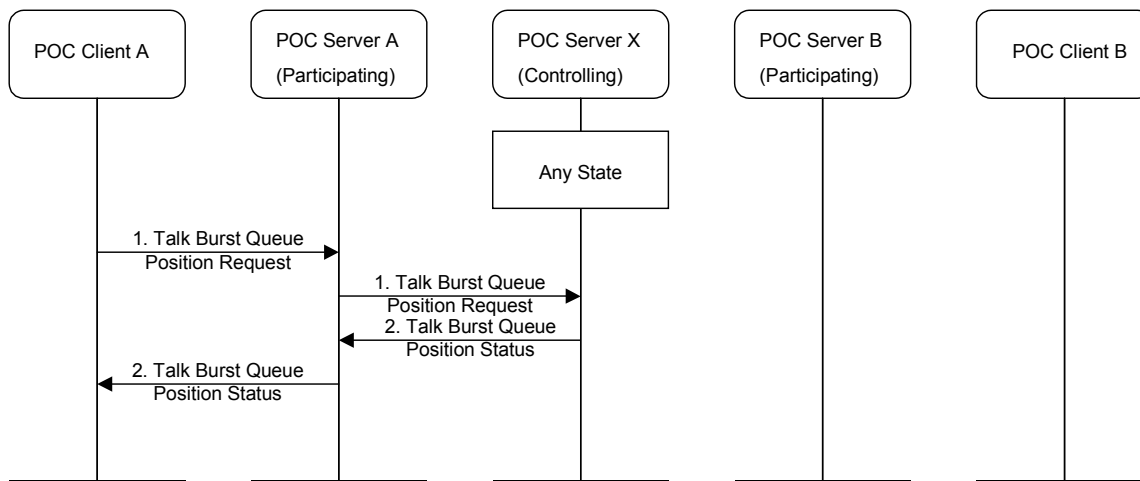 POC Client A
POC Server A
(Participating)
POC Server X
(Controlling)
POC Server B
(Participating)
POC Client B
Any State
1. Talk Burst Queue
Position Request
1. Talk Burst Queue
Position Request
2. Talk Burst Queue
Position Status
2. Talk Burst Queue
Position Status